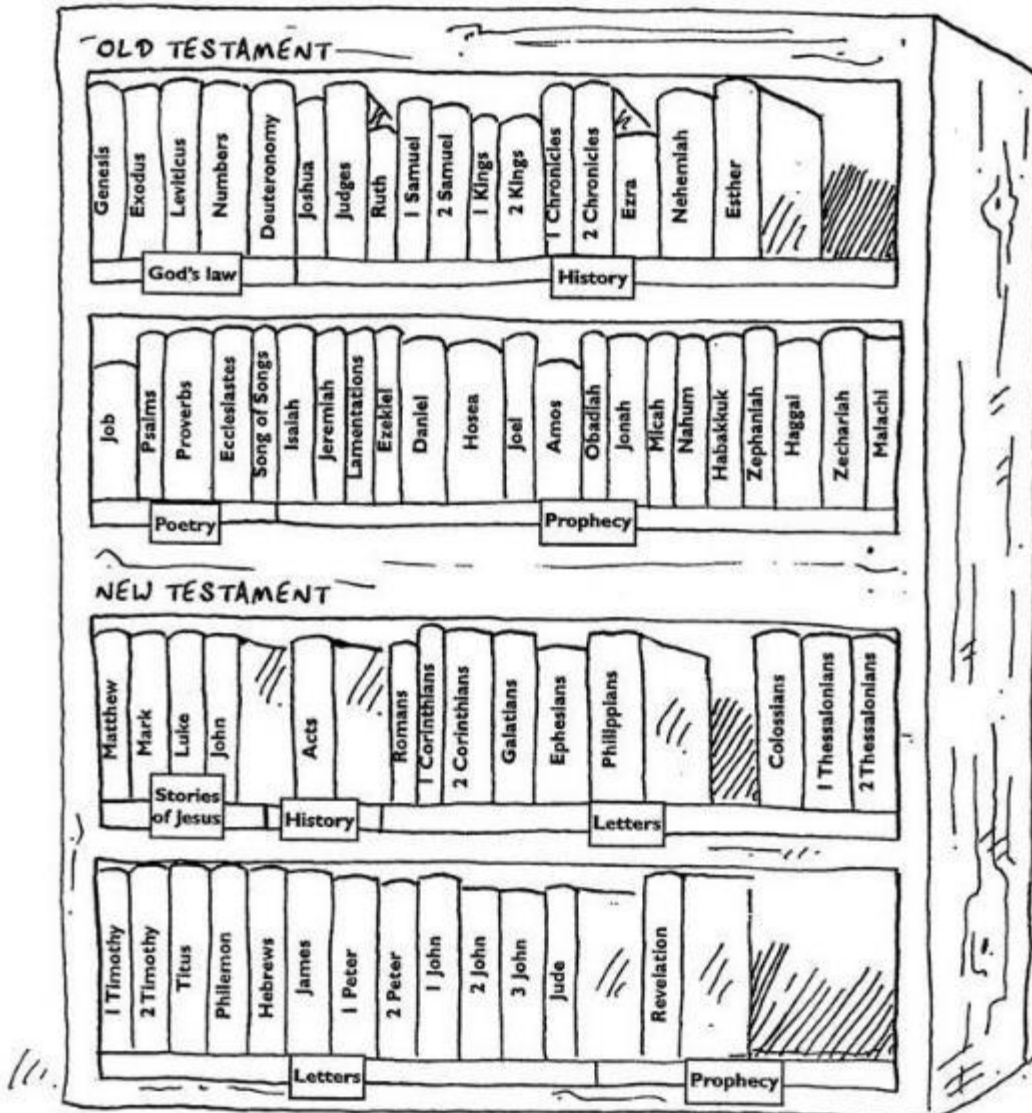 OLD TESTAMENT
Genesis
Exodus
Leviticus
Numbers
Deuteronomy
Joshua
Judges
Ruth
1 Samuel
2 Samuel
1 Kings
2 Kings
1 Chronicles
2 Chronicles
Ezra
Nehemiah
Esther
God's law
History
Job
Psalms
Proverbs
Ecclesiastes
Song of Songs
Isaiah
Jeremiah
Lamentations
Ezekiel
Daniel
Hosea
Joel
Amos
Obadiah
Jonah
Micah
Nahum
Habakkuk
Zephaniah
Haggai
Zechariah
Malachi
Poetry
Prophecy
NEW TESTAMENT
Matthew
Mark
Luke
John
Acts
Romans
1 Corinthians
2 Corinthians
Galatians
Ephesians
Philippians
Colossians
1 Thessalonians
2 Thessalonians
Stories
of Jesus
History
Letters
1 Timothy
2 Timothy
Titus
Philemon
Hebrews
James
1 Peter
2 Peter
1 John
2 John
3 John
Jude
Revelation
Letters
Prophecy